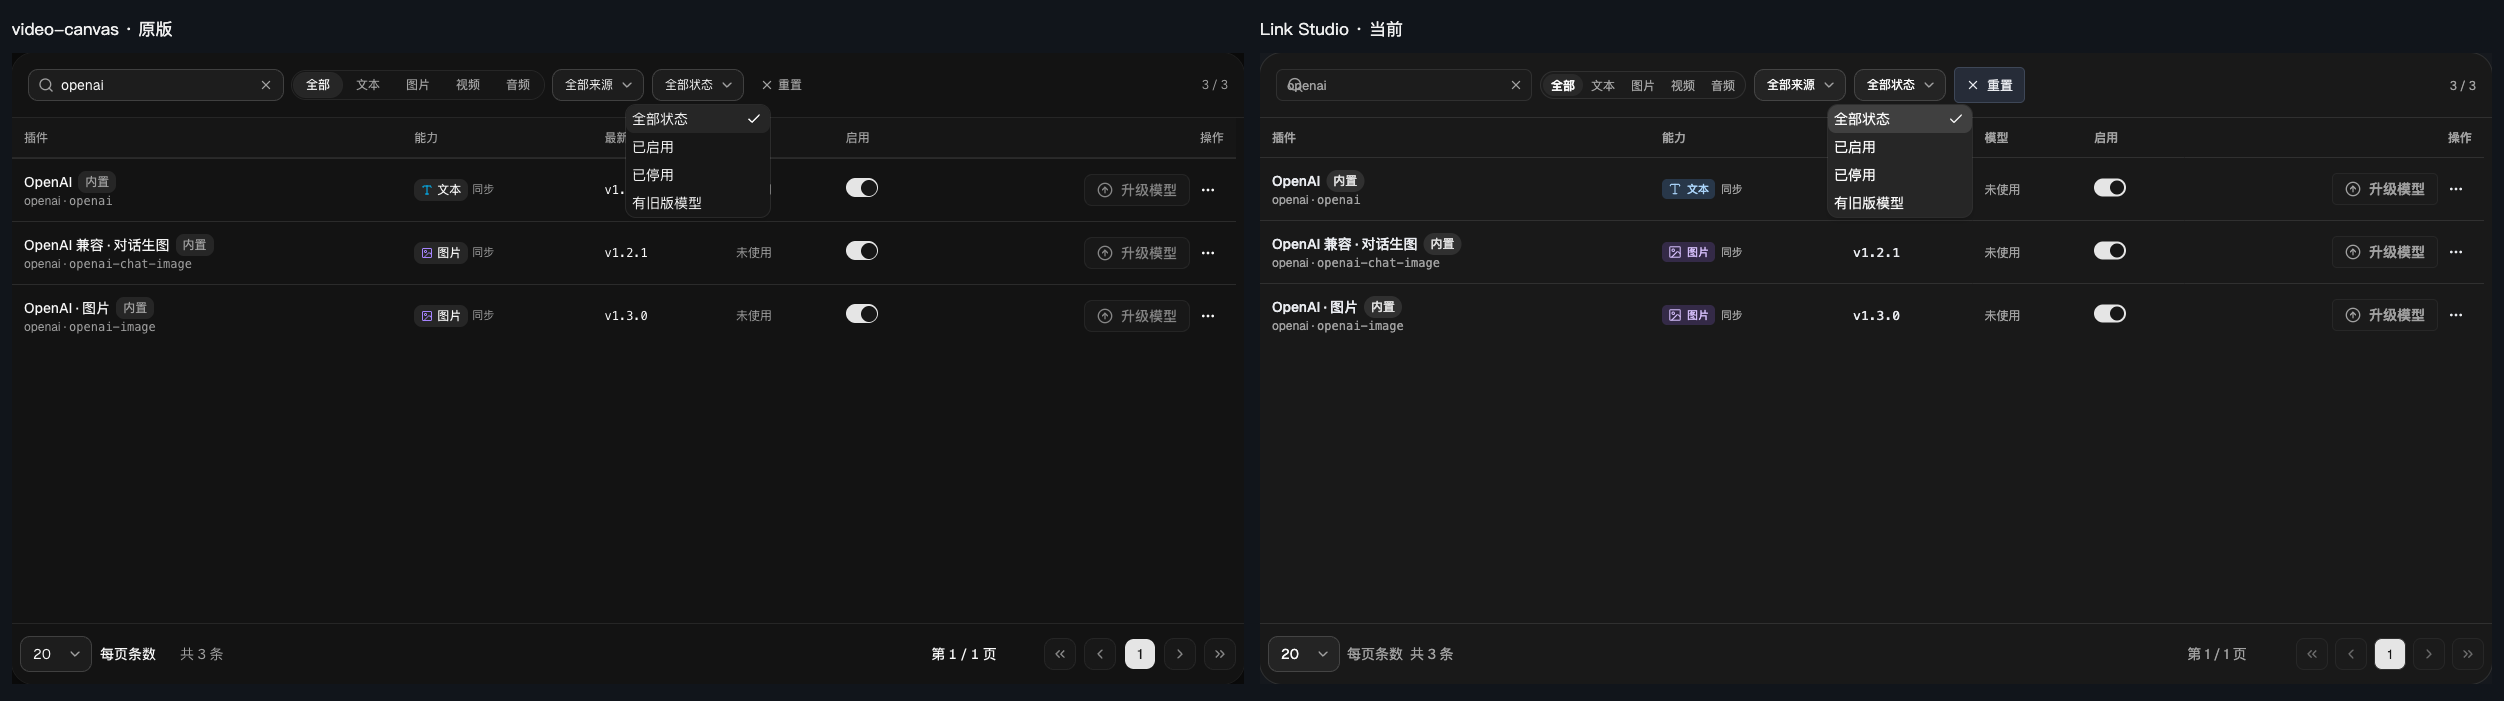 video-canvas · 原版
openai
全部 文本 图片 视频 音频
全部来源
全部状态
重置
3 / 3
全部状态
已启用
已停用
有旧版模型
插件 能力 最新 启用 操作
OpenAI 内置
openai · openai
文本 同步 v1. 升级模型
OpenAI 兼容 · 对话生图 内置
openai · openai-chat-image
图片 同步 v1.2.1 未使用 升级模型
OpenAI · 图片 内置
openai · openai-image
图片 同步 v1.3.0 未使用 升级模型
20 每页条数 共 3 条 第 1 / 1 页 1
Link Studio · 当前
openai
全部 文本 图片 视频 音频
全部来源
全部状态
重置
3 / 3
全部状态
已启用
已停用
有旧版模型
插件 能力 模型 启用 操作
OpenAI 内置
openai · openai
文本 同步 未使用 升级模型
OpenAI 兼容 · 对话生图 内置
openai · openai-chat-image
图片 同步 v1.2.1 未使用 升级模型
OpenAI · 图片 内置
openai · openai-image
图片 同步 v1.3.0 未使用 升级模型
20 每页条数 共 3 条 第 1 / 1 页 1